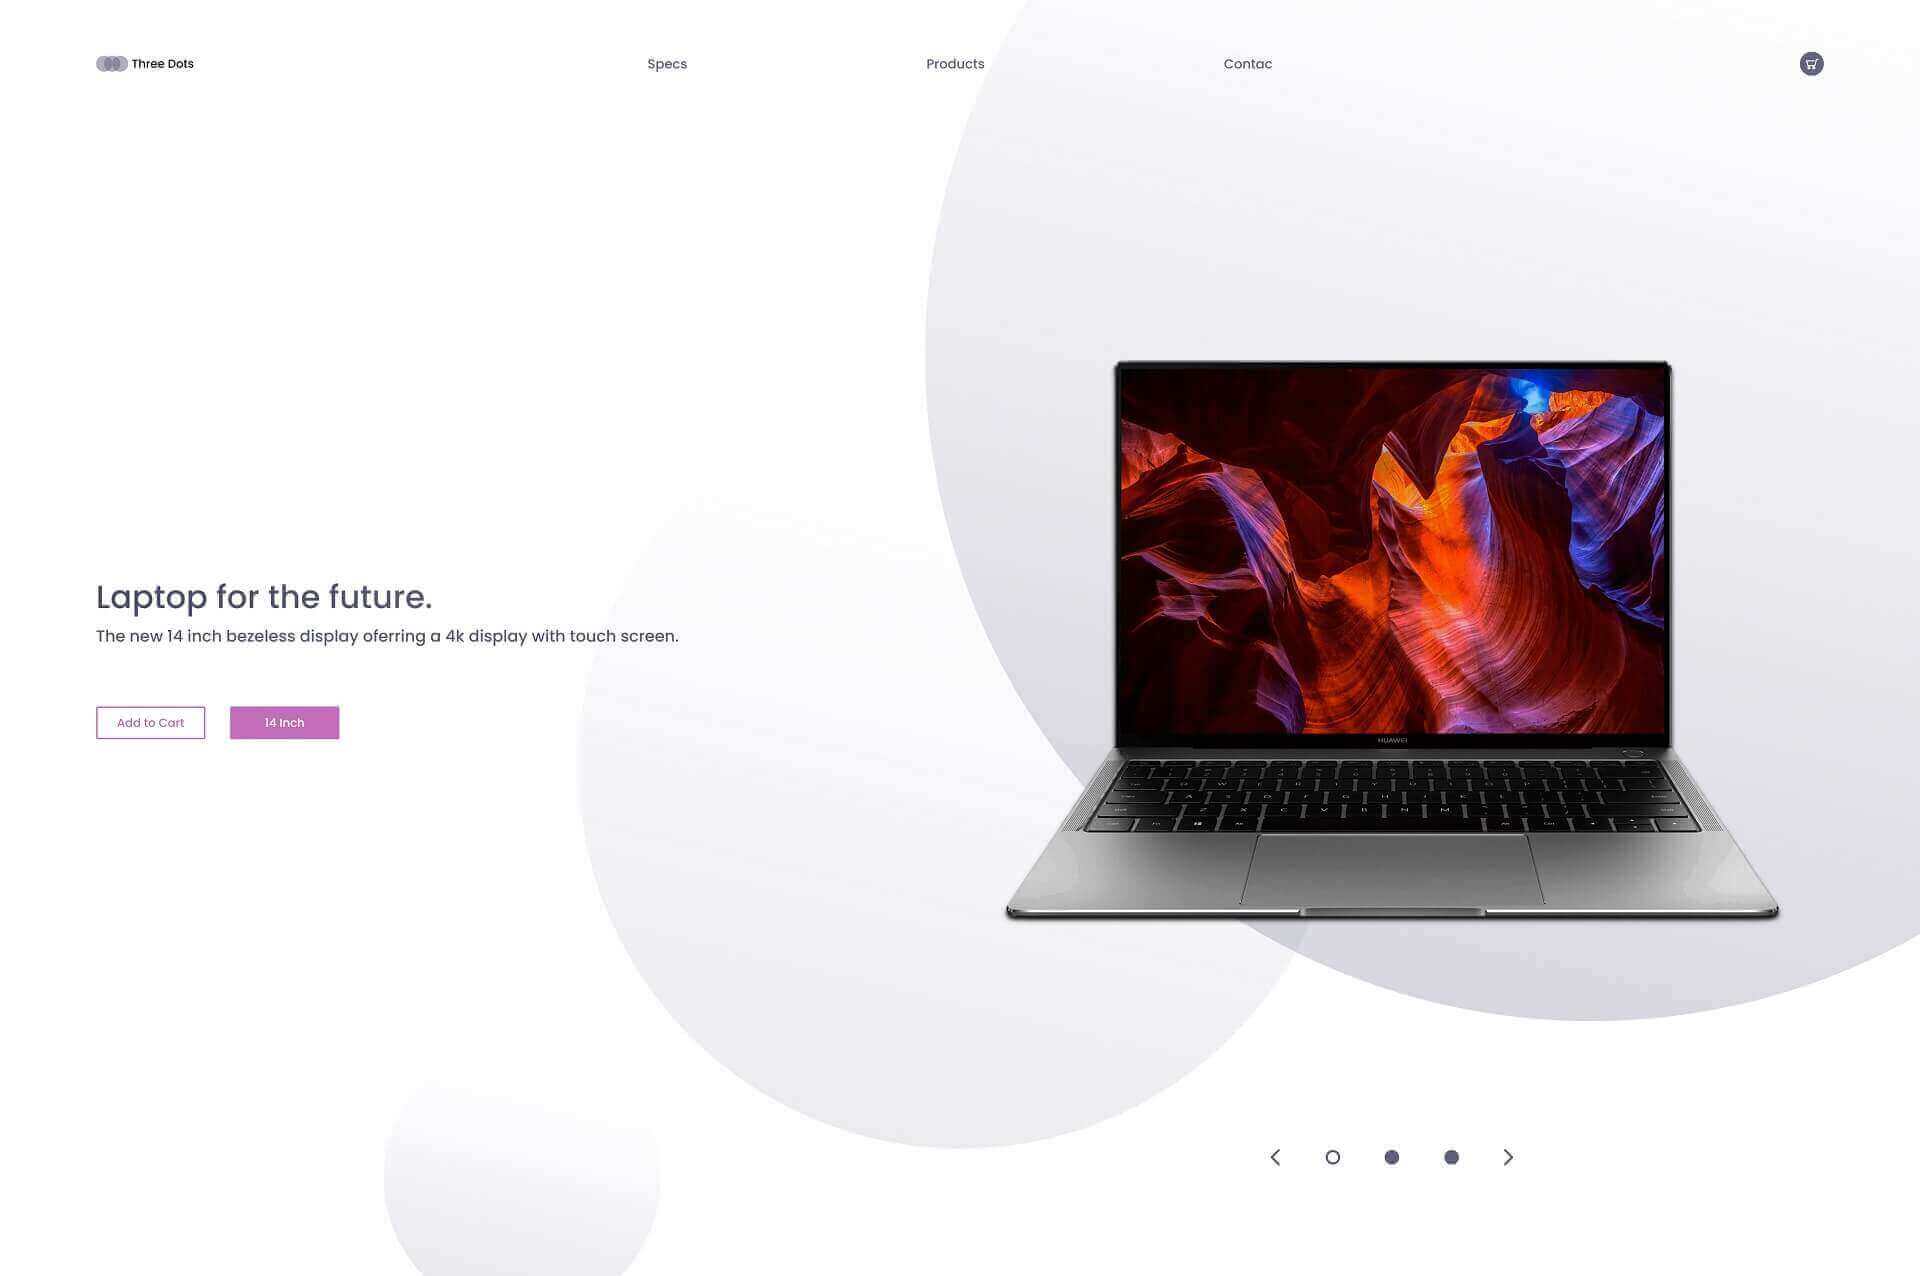 Three Dots
Specs
Products
Contac
Laptop for the future.
The new 14 inch bezeless display oferring a 4k display with touch screen.
Add to Cart
14 Inch
HUAWEI